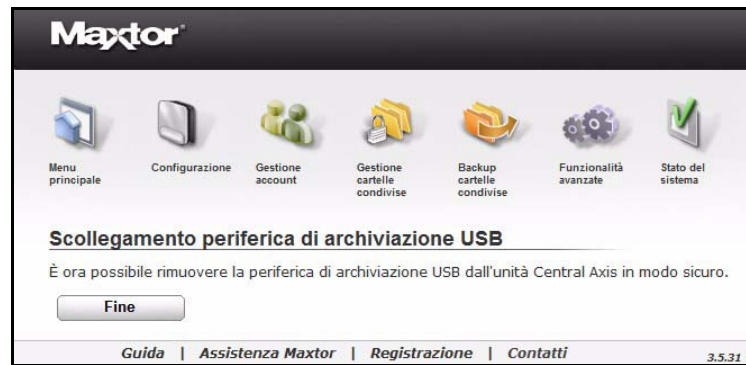 Maxtor
Menu principale
Configurazione
Gestione account
Gestione cartelle condivise
Backup cartelle condivise
Funzionalità avanzate
Stato del sistema
Scollegamento periferica di archiviazione USB
È ora possibile rimuovere la periferica di archiviazione USB dall'unità Central Axis in modo sicuro.
Fine
Guida | Assistenza Maxtor | Registrazione | Contatti
3.5.31